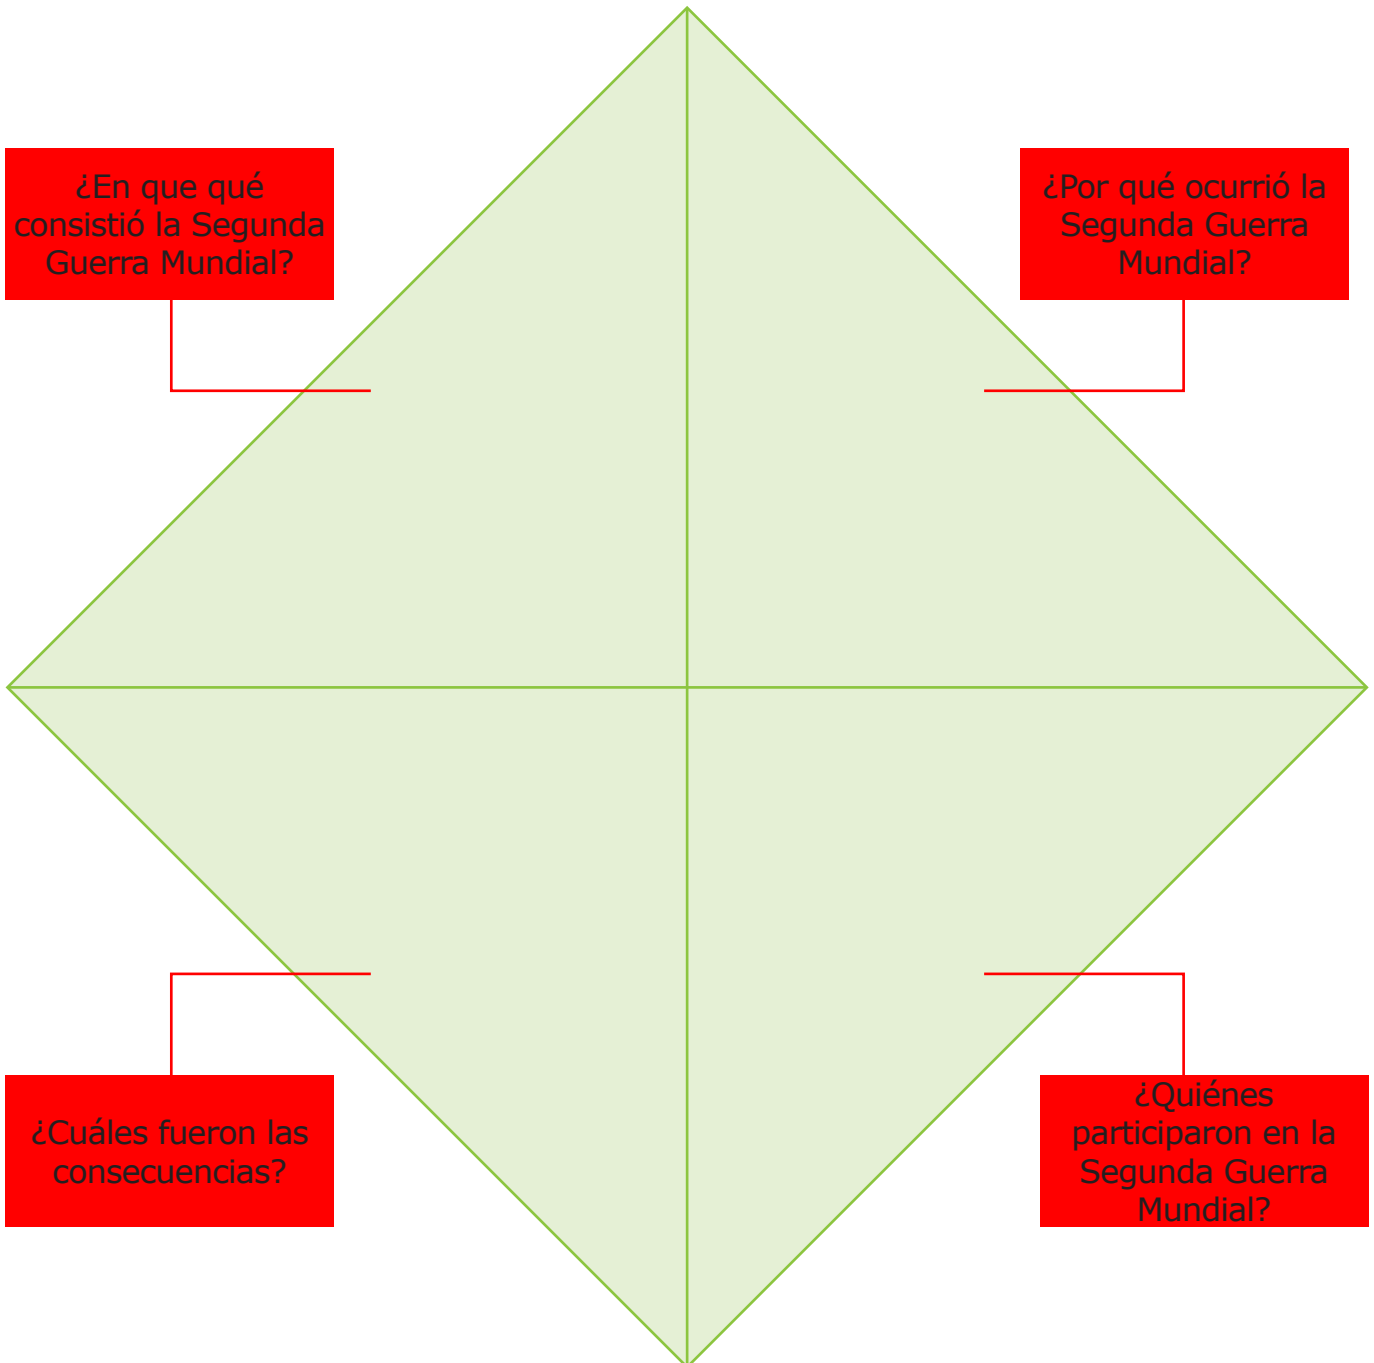 ¿En que qué
consistió la Segunda
Guerra Mundial?
¿Por qué ocurrió la
Segunda Guerra
Mundial?
¿Cuáles fueron las
consecuencias?
¿Quiénes
participaron en la
Segunda Guerra
Mundial?